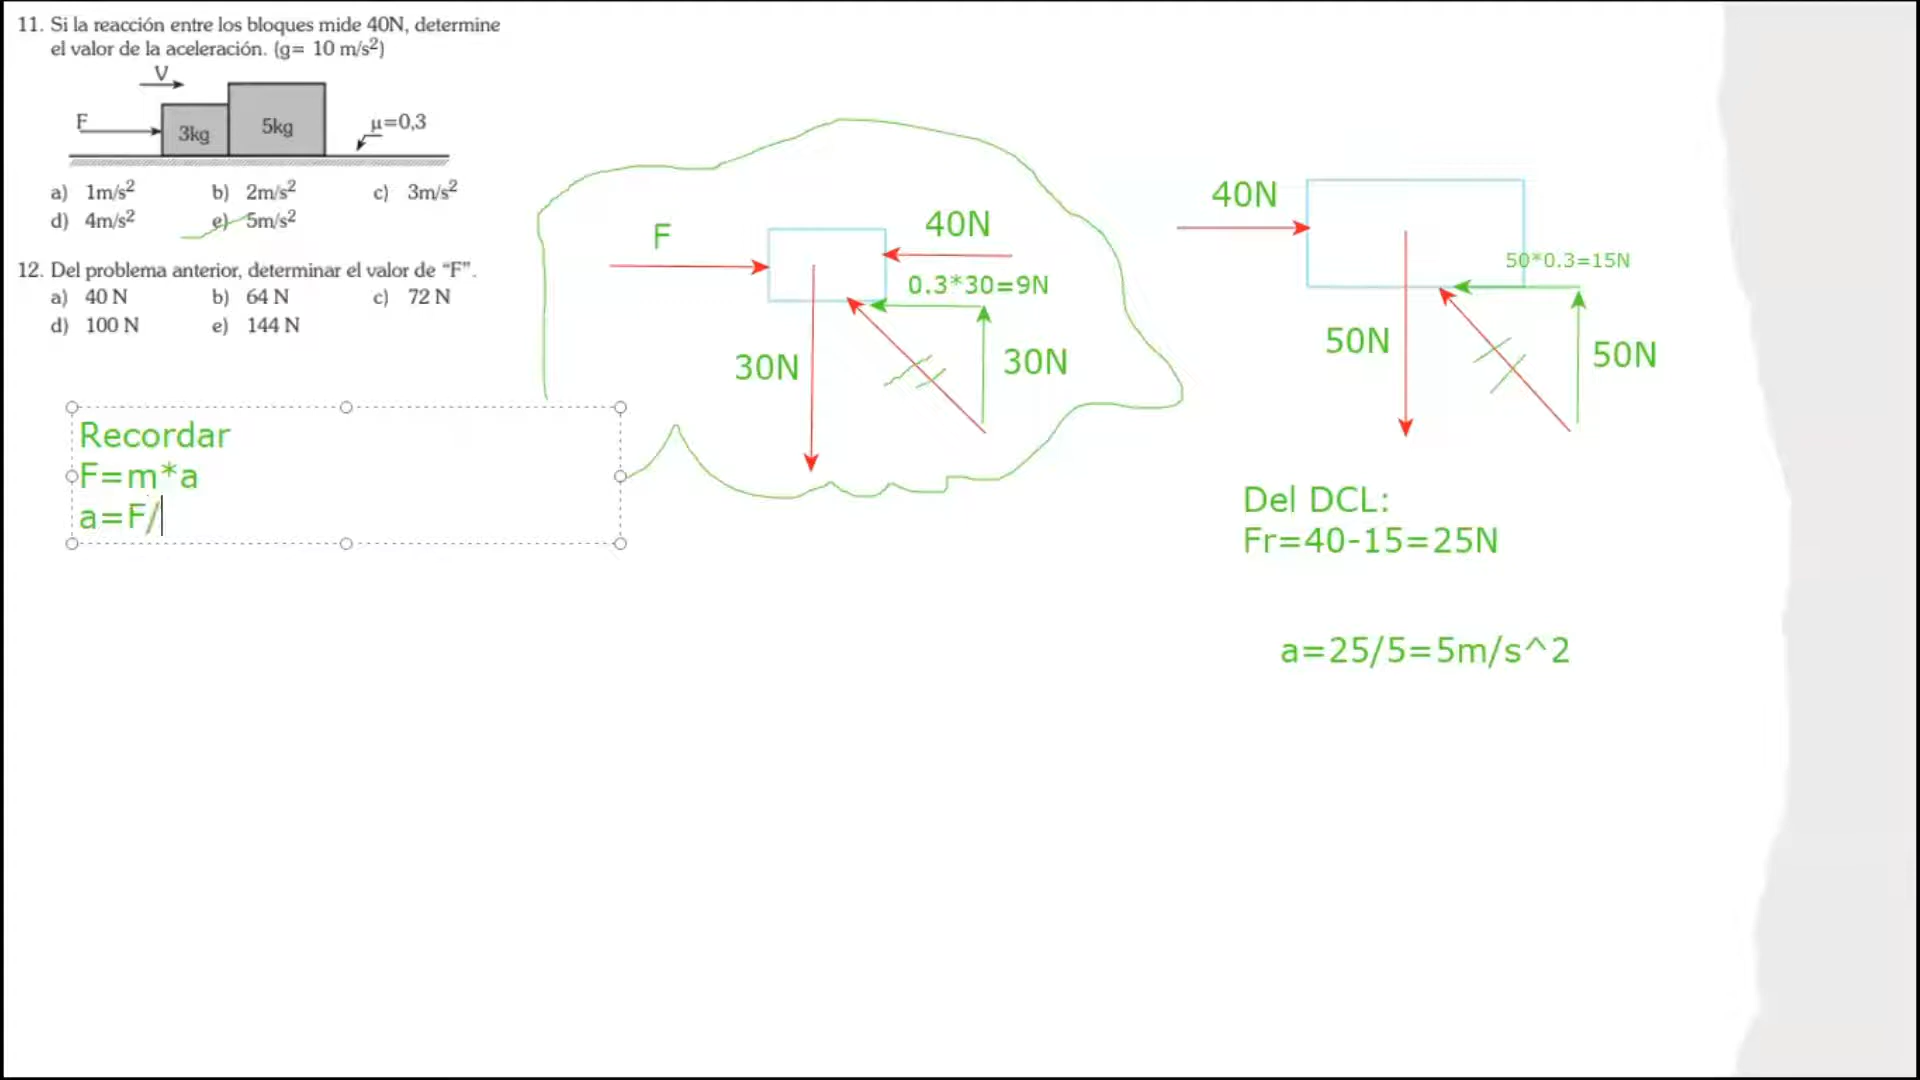 11. Si la reacción entre los bloques mide 40N, determine
el valor de la aceleración. (g= 10 m/s²)
V
F
3kg
5kg
μ=0,3
a) 1m/s² b) 2m/s² c) 3m/s²
d) 4m/s² e) 5m/s²
12. Del problema anterior, determinar el valor de “F”.
a) 40 N b) 64 N c) 72 N
d) 100 N e) 144 N
Recordar
F=m*a
a=F/
F
40N
0.3*30=9N
30N
30N
40N
50*0.3=15N
50N
50N
Del DCL:
Fr=40-15=25N
a=25/5=5m/s^2